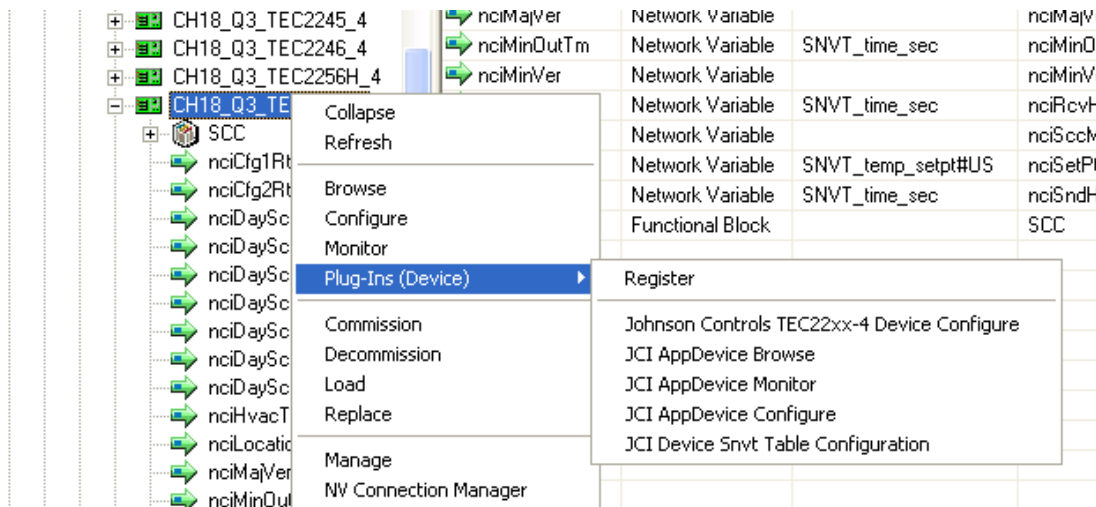 CH18_Q3_TEC2245_4
CH18_Q3_TEC2246_4
CH18_Q3_TEC2256H_4
CH18_Q3_TE
SCC
nciCfg1Rt
nciCfg2Rt
nciDaySc
nciDaySc
nciDaySc
nciDaySc
nciDaySc
nciDaySc
nciDaySc
nciHvacT
nciLocatio
nciMajVer
nciMinOut
nciMajVer Network Variable nciMajV
nciMinOutTm Network Variable SNVT_time_sec nciMinO
nciMinVer Network Variable nciMinV
Network Variable SNVT_time_sec nciRcvH
Network Variable nciSccM
Network Variable SNVT_temp_setpt#US nciSetPt
Network Variable SNVT_time_sec nciSndH
Functional Block SCC
Collapse
Refresh
Browse
Configure
Monitor
Plug-Ins (Device)
Commission
Decommission
Load
Replace
Manage
NV Connection Manager
Register
Johnson Controls TEC22xx-4 Device Configure
JCI AppDevice Browse
JCI AppDevice Monitor
JCI AppDevice Configure
JCI Device Snvt Table Configuration